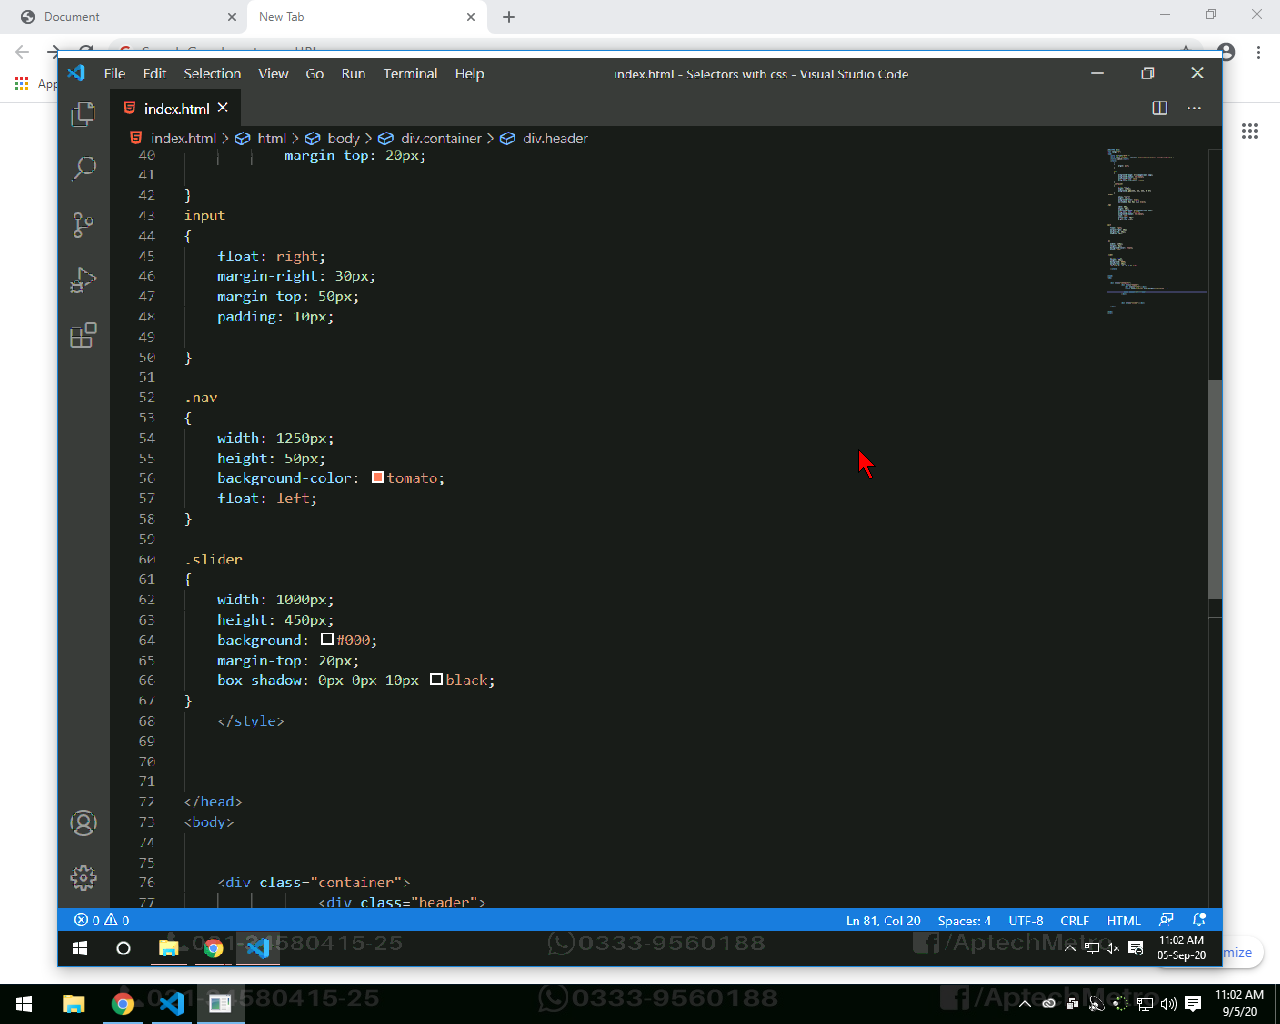 Document
New Tab
App
File Edit Selection View Go Run Terminal Help
index.html - Selectors with css - Visual Studio Code
index.html
index.html > html > body > div.container > div.header
40 margin top: 20px;
41
42 }
43 input
44 {
45 float: right;
46 margin-right: 30px;
47 margin top: 50px;
48 padding: 10px;
49
50 }
51
52 .nav
53 {
54 width: 1250px;
55 height: 50px;
56 background-color: tomato;
57 float: left;
58 }
59
60 .slider
61 {
62 width: 1000px;
63 height: 450px;
64 background: #000;
65 margin-top: 20px;
66 box shadow: 0px 0px 10px black;
67 }
68 </style>
69
70
71
72 </head>
73 <body>
74
75
76 <div class="container">
77 <div class="header">
0 0
Ln 81, Col 20 Spaces: 4 UTF-8 CRLF HTML
0333-9560188
/AptechMetro
11:02 AM
05-Sep-20
mize
34580415-25
0333-9560188
/AptechMetro
11:02 AM
9/5/20